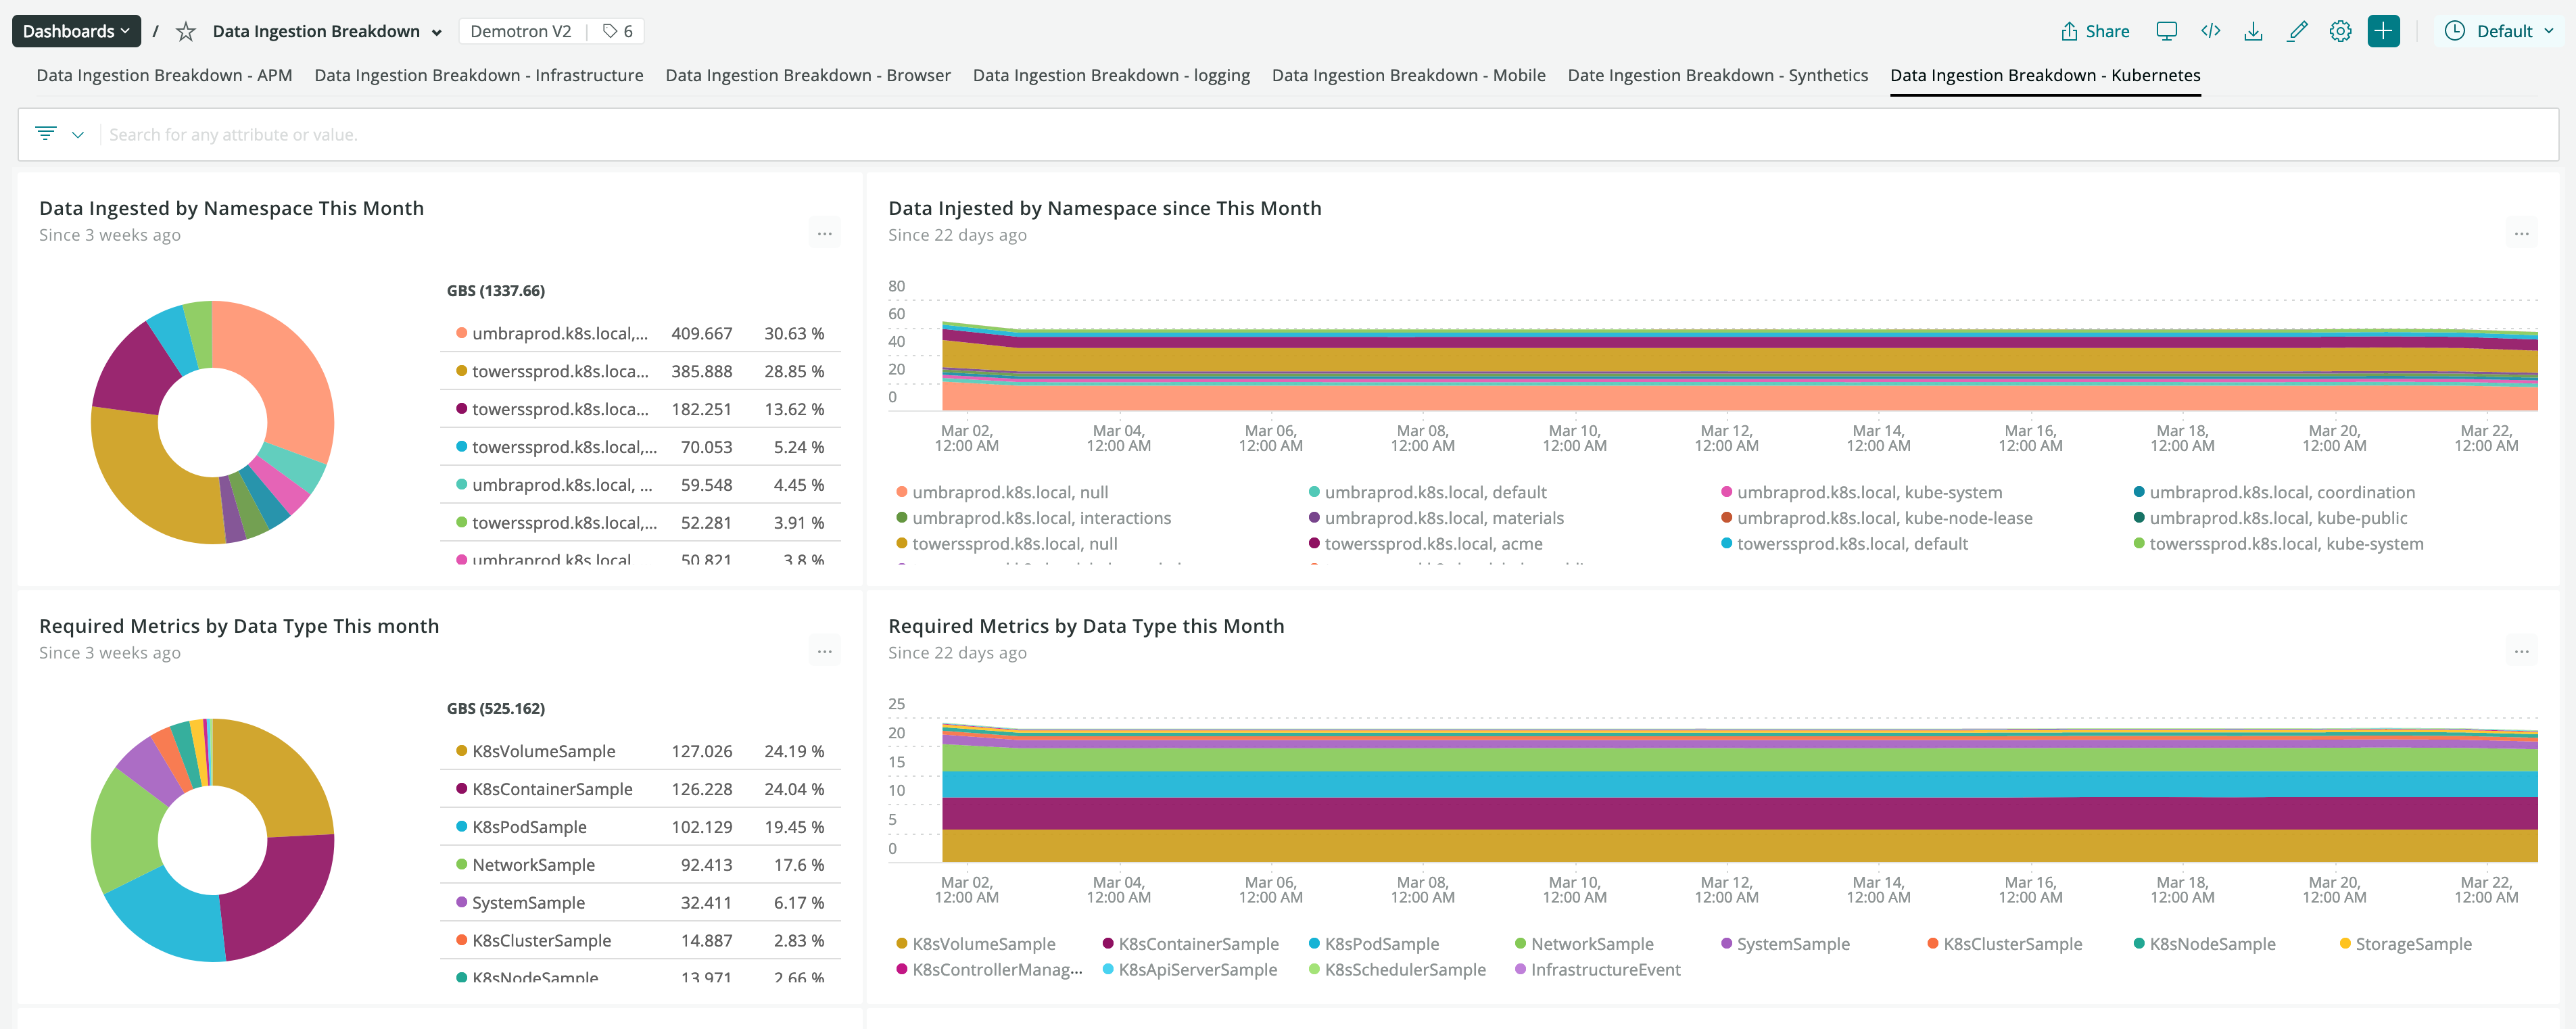 Dashboards / Data Ingestion Breakdown Demotron V2 6 Share Default
Data Ingestion Breakdown - APM Data Ingestion Breakdown - Infrastructure Data Ingestion Breakdown - Browser Data Ingestion Breakdown - logging Data Ingestion Breakdown - Mobile Date Ingestion Breakdown - Synthetics Data Ingestion Breakdown - Kubernetes
Search for any attribute or value.
Data Ingested by Namespace This Month
Since 3 weeks ago
...
GBS (1337.66)
umbraprod.k8s.local,... 409.667 30.63 %
towerssprod.k8s.loca... 385.888 28.85 %
towerssprod.k8s.loca... 182.251 13.62 %
towerssprod.k8s.local,... 70.053 5.24 %
umbraprod.k8s.local, ... 59.548 4.45 %
towerssprod.k8s.local,... 52.281 3.91 %
umbraprod.k8s.local 50.821 3.8 %
Data Injested by Namespace since This Month
Since 22 days ago
...
80
60
40
20
0
Mar 02, Mar 04, Mar 06, Mar 08, Mar 10, Mar 12, Mar 14, Mar 16, Mar 18, Mar 20, Mar 22,
12:00 AM 12:00 AM 12:00 AM 12:00 AM 12:00 AM 12:00 AM 12:00 AM 12:00 AM 12:00 AM 12:00 AM 12:00 AM
umbraprod.k8s.local, null umbraprod.k8s.local, default umbraprod.k8s.local, kube-system umbraprod.k8s.local, coordination
umbraprod.k8s.local, interactions umbraprod.k8s.local, materials umbraprod.k8s.local, kube-node-lease umbraprod.k8s.local, kube-public
towerssprod.k8s.local, null towerssprod.k8s.local, acme towerssprod.k8s.local, default towerssprod.k8s.local, kube-system
Required Metrics by Data Type This month
Since 3 weeks ago
...
GBS (525.162)
K8sVolumeSample 127.026 24.19 %
K8sContainerSample 126.228 24.04 %
K8sPodSample 102.129 19.45 %
NetworkSample 92.413 17.6 %
SystemSample 32.411 6.17 %
K8sClusterSample 14.887 2.83 %
K8sNodeSample 13.971 2.66 %
Required Metrics by Data Type this Month
Since 22 days ago
...
25
20
15
10
5
0
Mar 02, Mar 04, Mar 06, Mar 08, Mar 10, Mar 12, Mar 14, Mar 16, Mar 18, Mar 20, Mar 22,
12:00 AM 12:00 AM 12:00 AM 12:00 AM 12:00 AM 12:00 AM 12:00 AM 12:00 AM 12:00 AM 12:00 AM 12:00 AM
K8sVolumeSample K8sContainerSample K8sPodSample NetworkSample SystemSample K8sClusterSample K8sNodeSample StorageSample
K8sControllerManag... K8sApiServerSample K8sSchedulerSample InfrastructureEvent